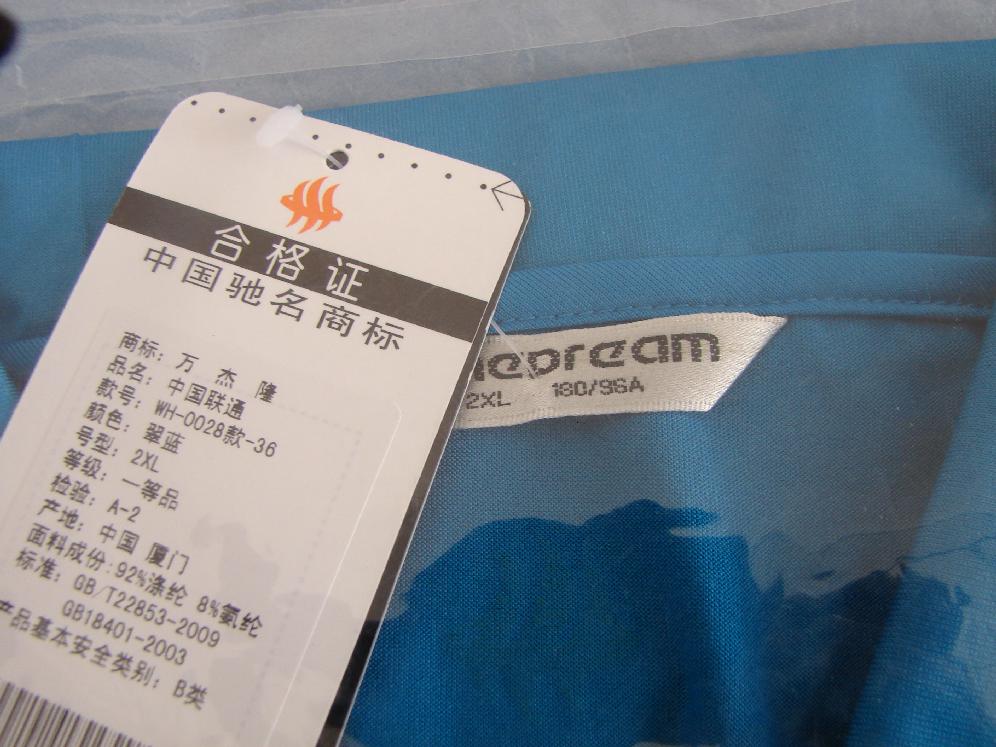 合格证
中国驰名商标
商标: 万 杰 隆
品名: 中国联通
款号: WH-0028款-36
颜色: 翠蓝
号型: 2XL
等级: 一等品
检验: A-2
产地: 中国 厦门
面料成份:92%涤纶 8%氨纶
标准: GB/T22853-2009
GB18401-2003
产品基本安全类别: B类
2XL 180/96A